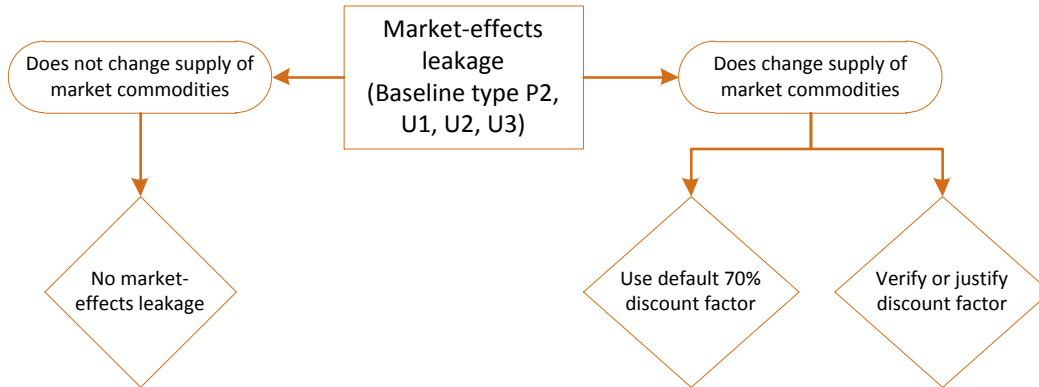 Market-effects
leakage
(Baseline type P2,
U1, U2, U3)
Does not change supply of
market commodities
Does change supply of
market commodities
No market-
effects leakage
Use default 70%
discount factor
Verify or justify
discount factor